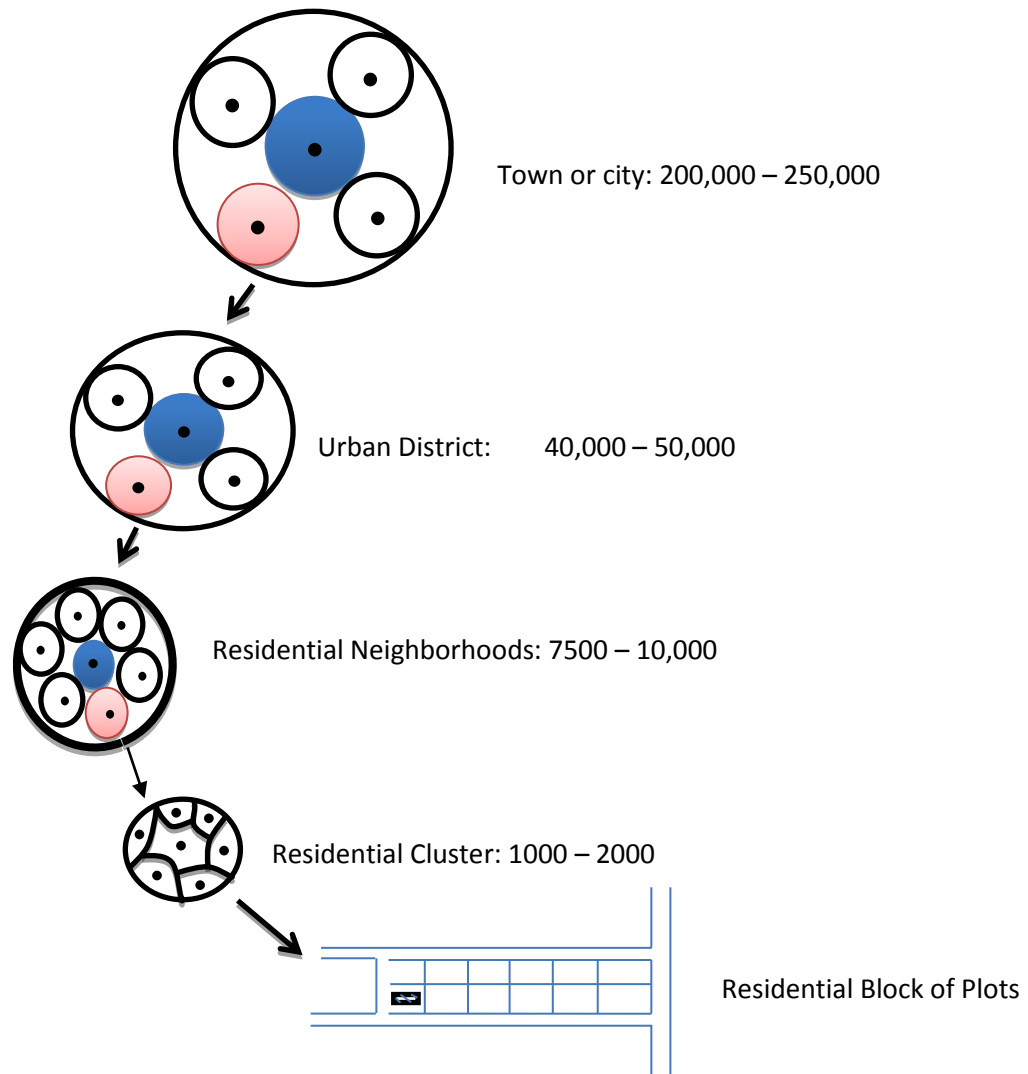 Town or city: 200,000 – 250,000
Urban District: 40,000 – 50,000
Residential Neighborhoods: 7500 – 10,000
Residential Cluster: 1000 – 2000
Residential Block of Plots